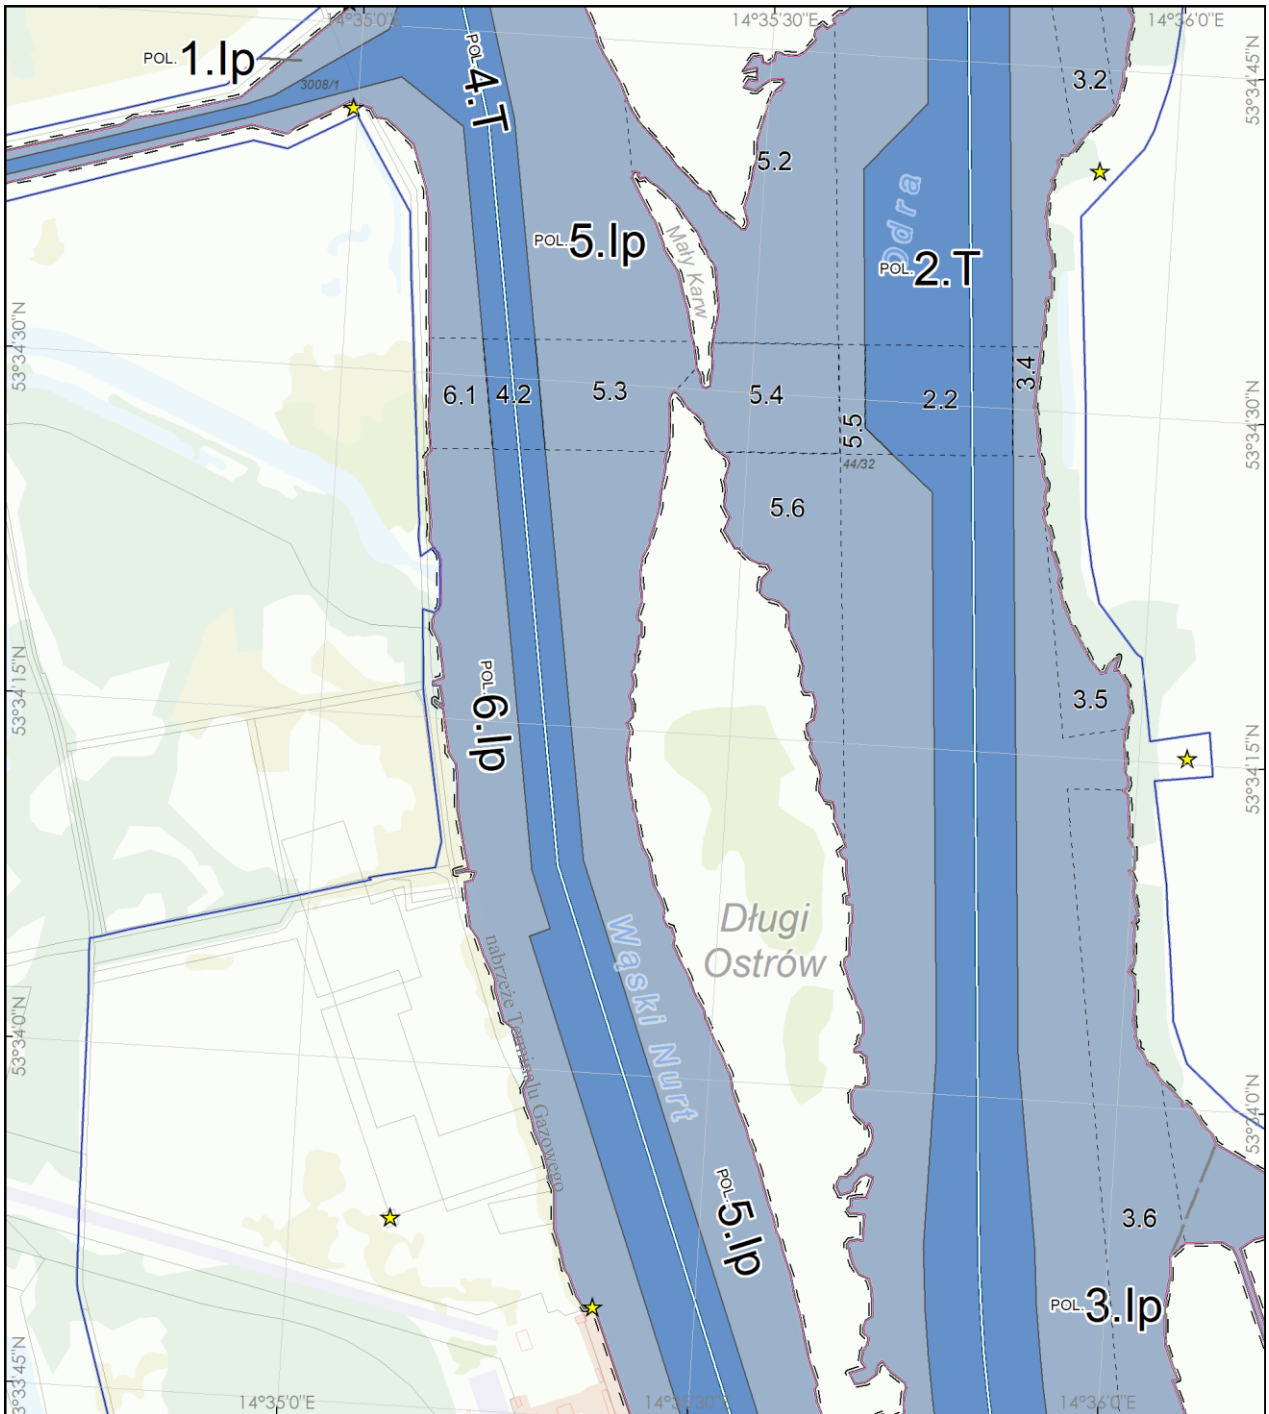 14°35'0"E
14°35'30"E
14°36'0"E
POL.1.Ip
3008/1
POL.4.T
3.2
53°34'45"N
5.2
Odra
POL.5.Ip
Mały Karw
POL.2.T
53°34'30"N
6.1
4.2
5.3
5.4
5.5
2.2
3.4
53°34'30"N
44/32
5.6
53°34'15"N
POL.6.Ip
3.5
53°34'15"N
Długi
Ostrów
Wąski Nurt
nabrzeże Terminalu Gazowego
53°34'0"N
53°34'0"N
POL.5.Ip
3.6
POL.3.Ip
53°33'45"N
14°35'0"E
14°35'30"E
14°36'0"E